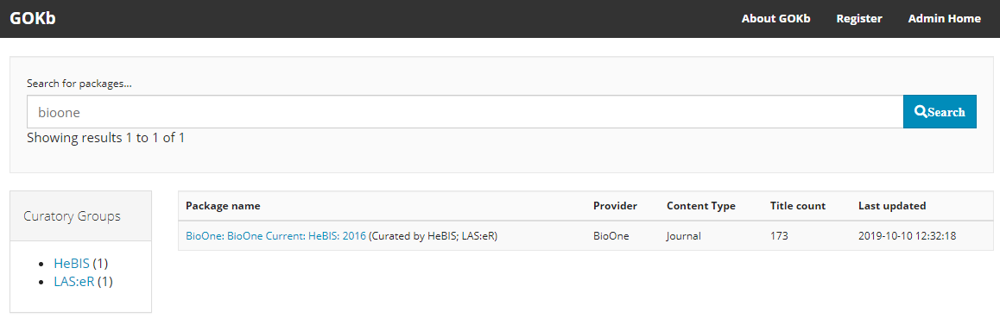 GOKb About GOKb Register Admin Home
Search for packages...
bioone Search
Showing results 1 to 1 of 1
Curatory Groups
HeBIS (1)
LAS:eR (1)
Package name Provider Content Type Title count Last updated
BioOne: BioOne Current: HeBIS: 2016 (Curated by HeBIS; LAS:eR) BioOne Journal 173 2019-10-10 12:32:18